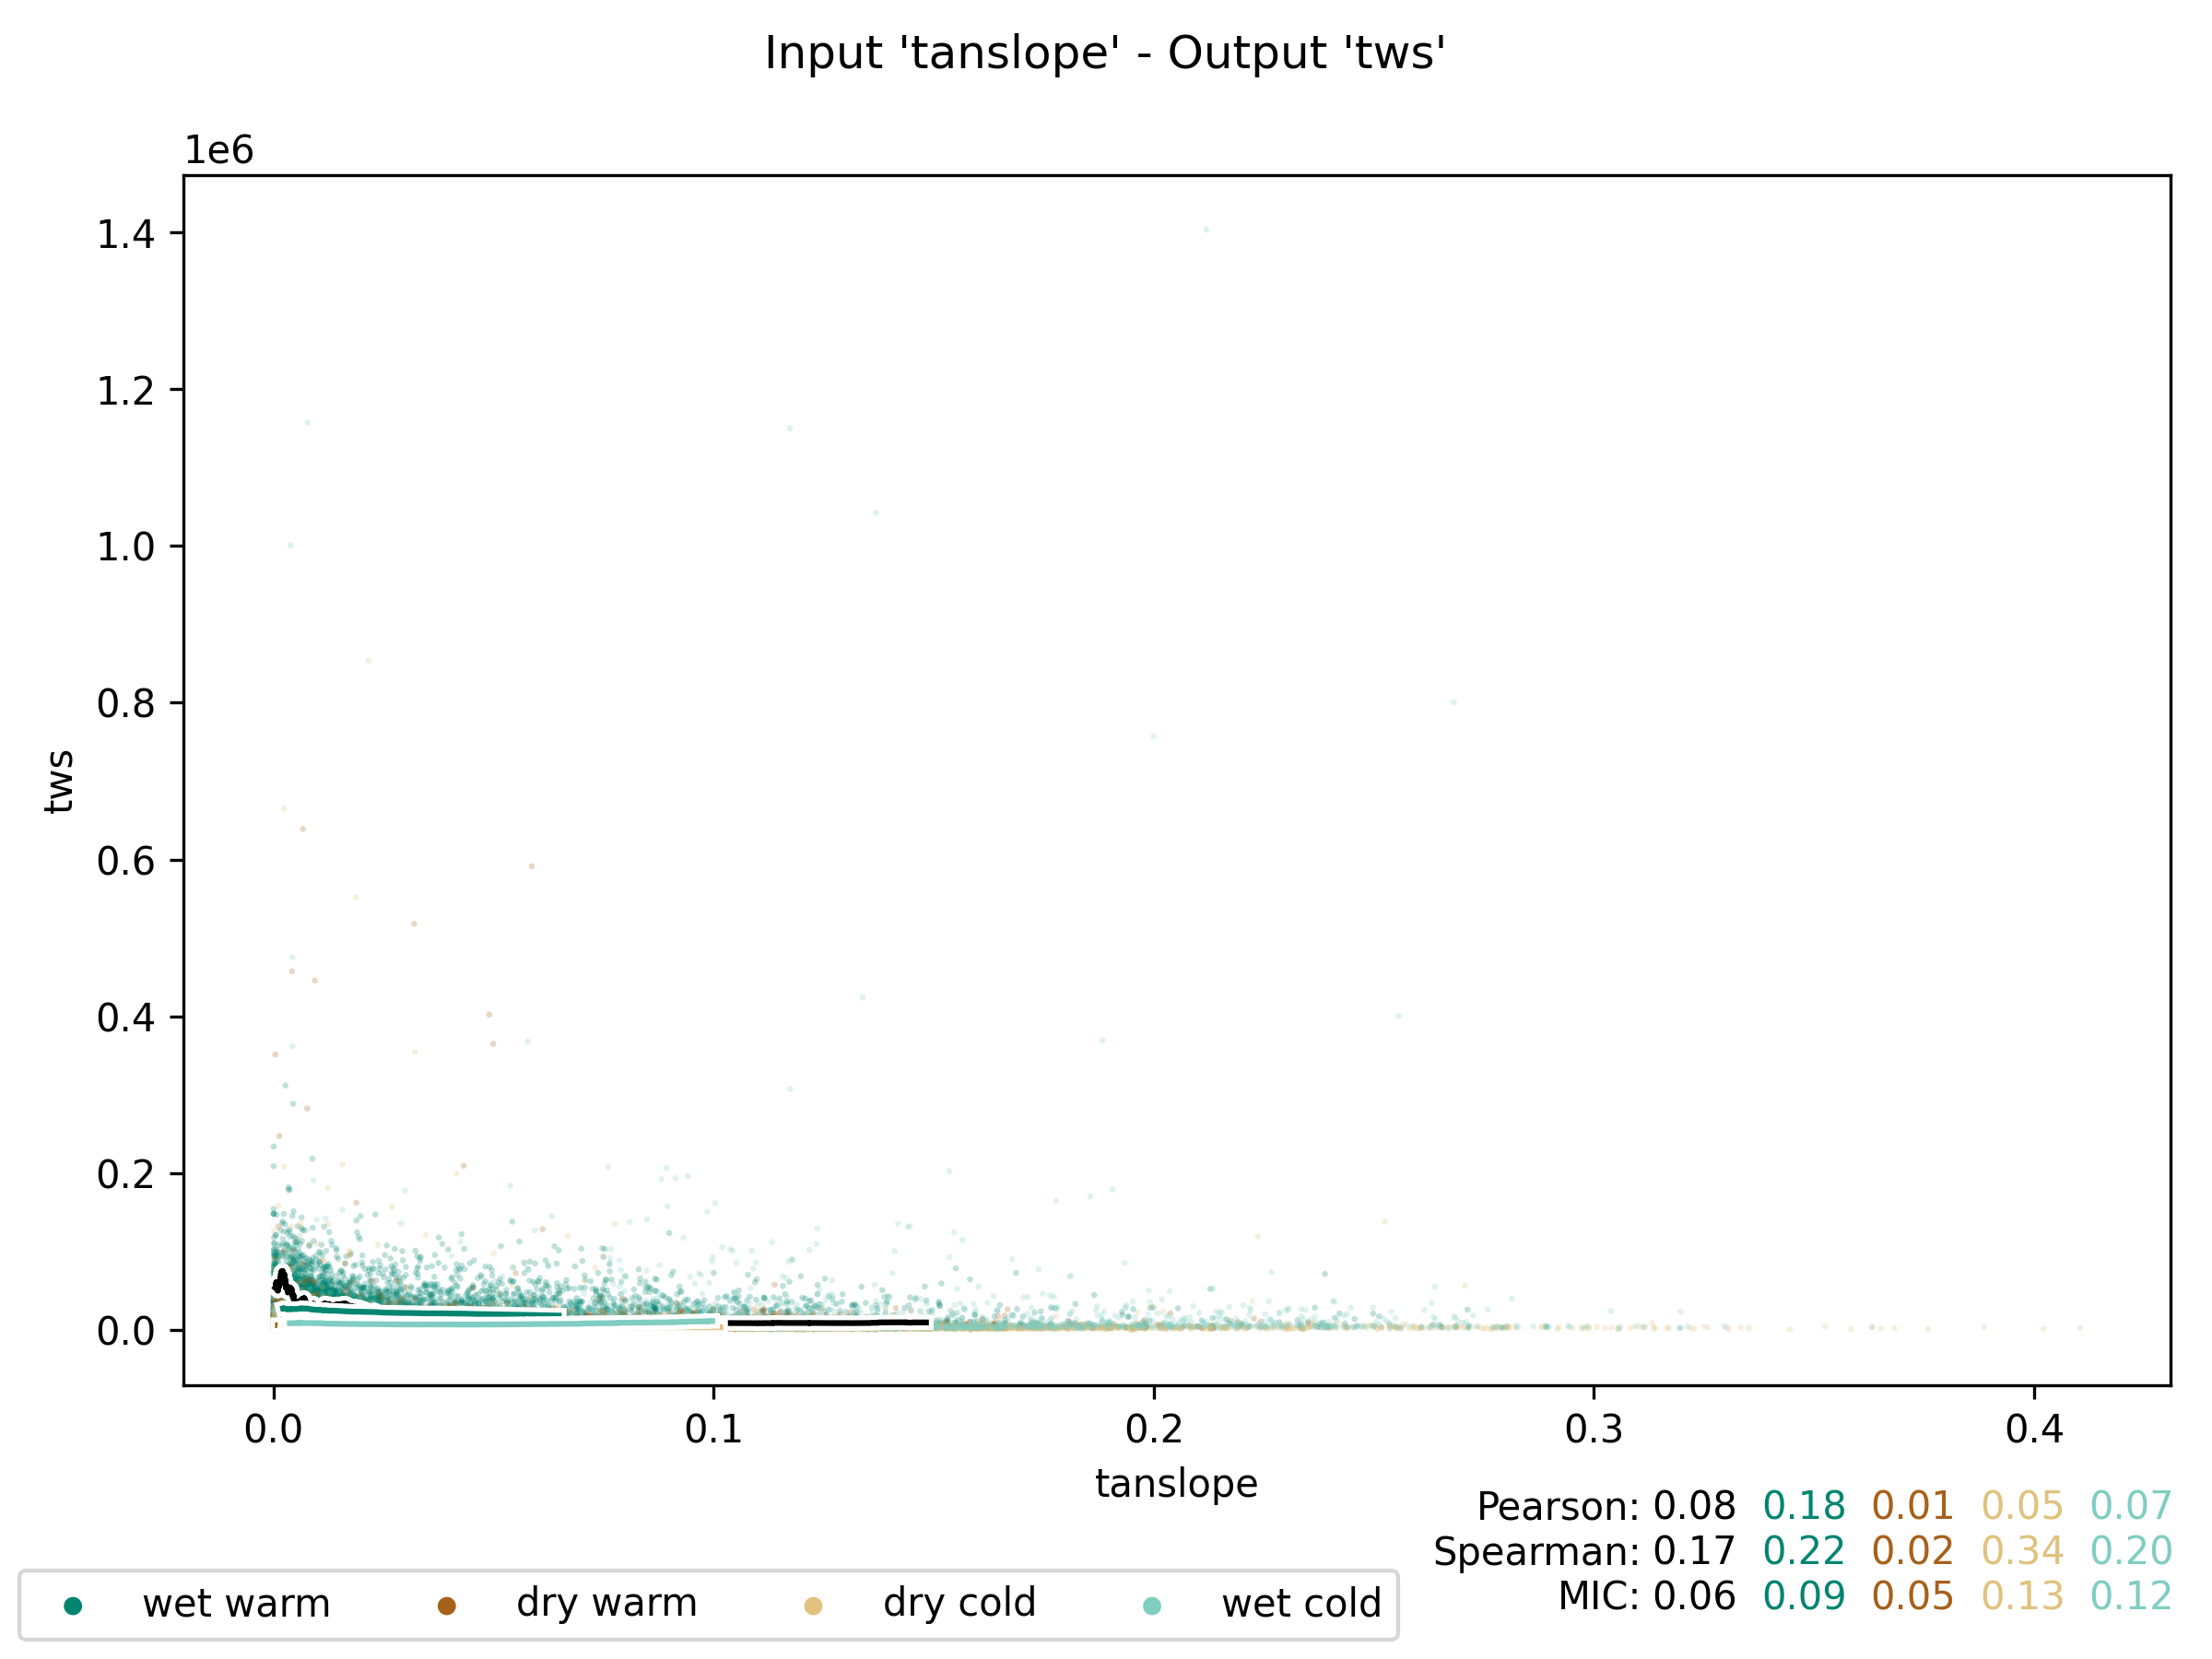 Input 'tanslope' - Output 'tws'
1e6
1.4
1.2
1.0
0.8
0.6
0.4
0.2
0.0
tws
0.0 0.1 0.2 0.3 0.4
tanslope
Pearson: 0.08 0.18 0.01 0.05 0.07
Spearman: 0.17 0.22 0.02 0.34 0.20
MIC: 0.06 0.09 0.05 0.13 0.12
wet warm dry warm dry cold wet cold